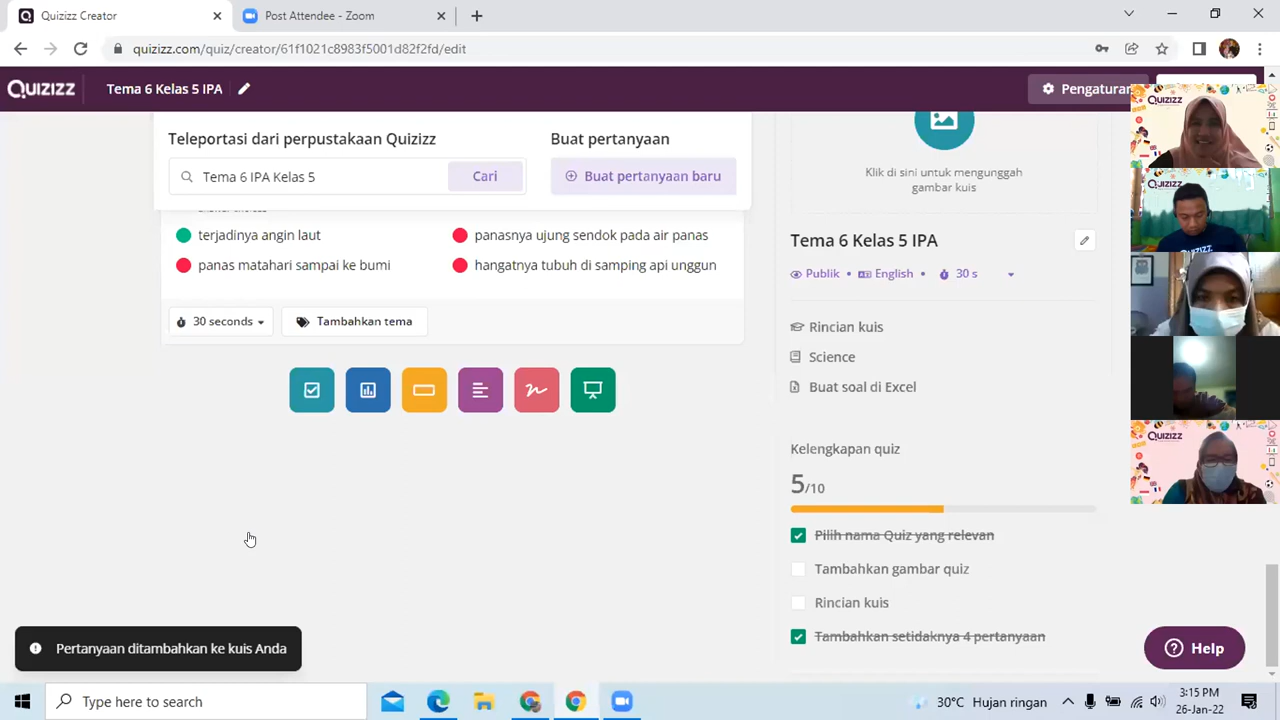 Quizizz Creator
Post Attendee - Zoom
quizizz.com/quiz/creator/61f1021c8983f5001d82f2fd/edit
QUIZIZZ
Tema 6 Kelas 5 IPA
Pengaturan
Teleportasi dari perpustakaan Quizizz
Buat pertanyaan
Tema 6 IPA Kelas 5
Cari
Buat pertanyaan baru
terjadinya angin laut
panasnya ujung sendok pada air panas
panas matahari sampai ke bumi
hangatnya tubuh di samping api unggun
30 seconds
Tambahkan tema
Klik di sini untuk mengunggah
gambar kuis
Tema 6 Kelas 5 IPA
Publik • English • 30 s
Rincian kuis
Science
Buat soal di Excel
Kelengkapan quiz
5/10
Pilih nama Quiz yang relevan
Tambahkan gambar quiz
Rincian kuis
Tambahkan setidaknya 4 pertanyaan
Pertanyaan ditambahkan ke kuis Anda
Help
QUIZIZZ
QUIZIZZ
QUIZIZZ
QUIZIZZ
Type here to search
30°C Hujan ringan
3:15 PM
26-Jan-22